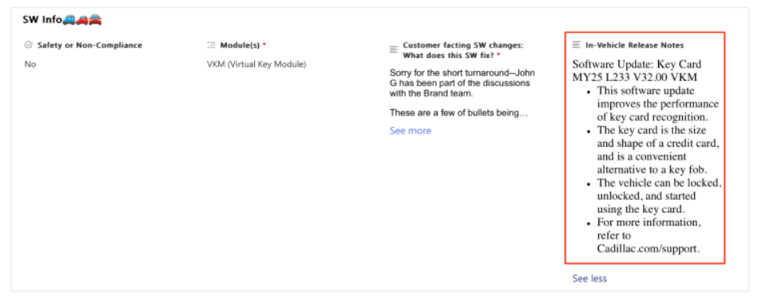 SW Info🚙🚗🚘
Safety or Non-Compliance
No
Module(s) *
VKM (Virtual Key Module)
Customer facting SW changes:
What does this SW fix? *
Sorry for the short turnaround--John
G has been part of the discussions
with the Brand team.
These are a few of bullets being...
See more
In-Vehicle Release Notes
Software Update: Key Card
MY25 L233 V32.00 VKM
• This software update
improves the performance
of key card recognition.
• The key card is the size
and shape of a credit card,
and is a convenient
alternative to a key fob.
• The vehicle can be locked,
unlocked, and started
using the key card.
• For more information,
refer to
Cadillac.com/support.
See less